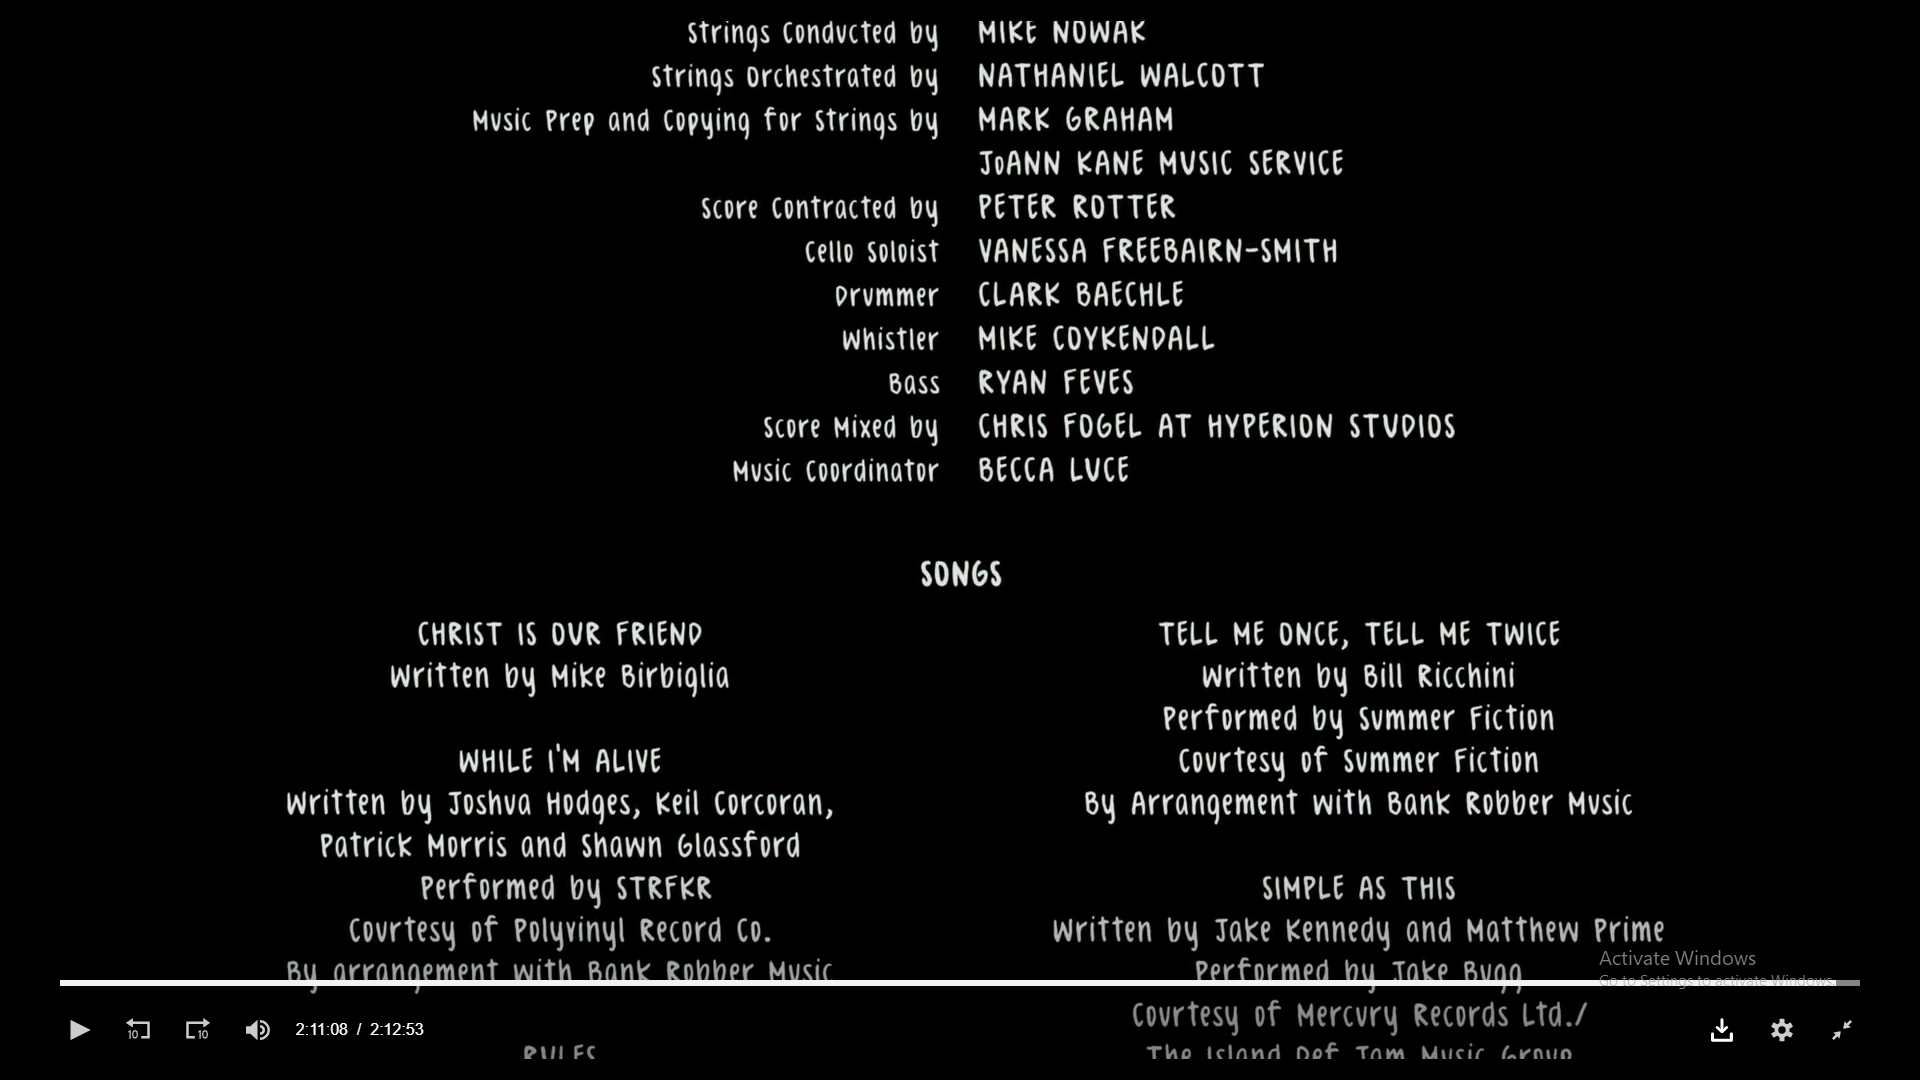 Strings Conducted by MIKE NOWAK
Strings Orchestrated by NATHANIEL WALCOTT
Music Prep and Copying for Strings by MARK GRAHAM
JoANN KANE MUSIC SERVICE
Score Contracted by PETER ROTTER
Cello Soloist VANESSA FREEBAIRN-SMITH
Drummer CLARK BAECHLE
Whistler MIKE COYKENDALL
Bass RYAN FEVES
Score Mixed by CHRIS FOGEL AT HYPERION STUDIOS
Music Coordinator BECCA LUCE
SONGS
CHRIST IS OUR FRIEND
Written by Mike Birbiglia
WHILE I'M ALIVE
Written by Joshua Hodges, Keil Corcoran,
Patrick Morris and Shawn Glassford
Performed by STRFKR
Courtesy of Polyvinyl Record Co.
By arrangement with Bank Robber Music
RULES
TELL ME ONCE, TELL ME TWICE
Written by Bill Ricchini
Performed by Summer Fiction
Courtesy of Summer Fiction
By Arrangement with Bank Robber Music
SIMPLE AS THIS
Written by Jake Kennedy and Matthew Prime
Performed by Jake Bugg
Courtesy of Mercury Records Ltd./
The Island Def Jam Music Group
Activate Windows
Go to Settings to activate Windows.
10
10
2:11:08 / 2:12:53